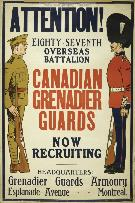 ATTENTION!
EIGHTY-SEVENTH
OVERSEAS
BATTALION
CANADIAN
GRENADIER
GUARDS
NOW
RECRUITING
HEADQUARTERS:
Grenadier Guards Armoury
Esplanade Avenue - - Montreal.